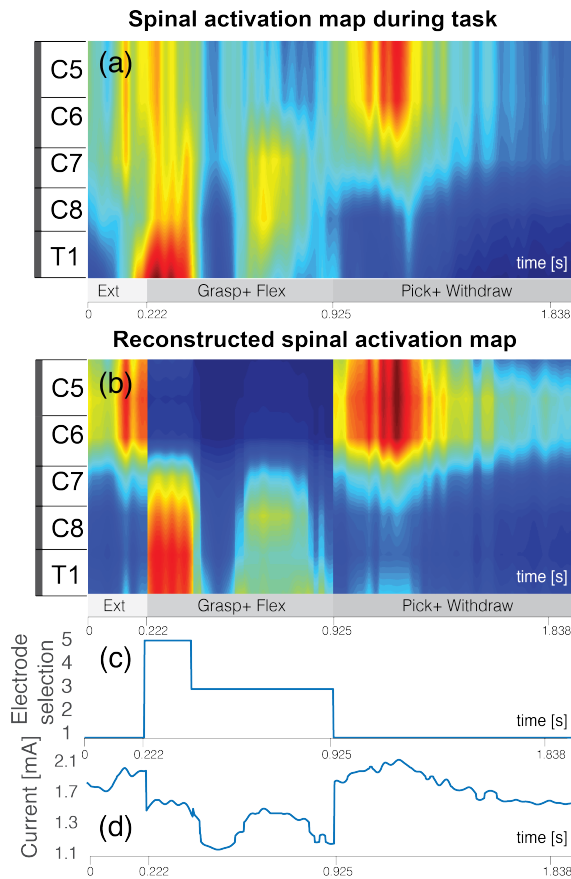 Spinal activation map during task
(a)
C5
C6
C7
C8
T1
time [s]
Ext
Grasp+ Flex
Pick+ Withdraw
0
0.222
0.925
1.838
Reconstructed spinal activation map
(b)
C5
C6
C7
C8
T1
time [s]
Ext
Grasp+ Flex
Pick+ Withdraw
0
0.222
0.925
1.838
(c)
Electrode
selection
5
4
3
2
1
time [s]
0
0.222
0.925
1.838
(d)
Current [mA]
2.1
1.7
1.3
1.1
time [s]
0
0.222
0.925
1.838